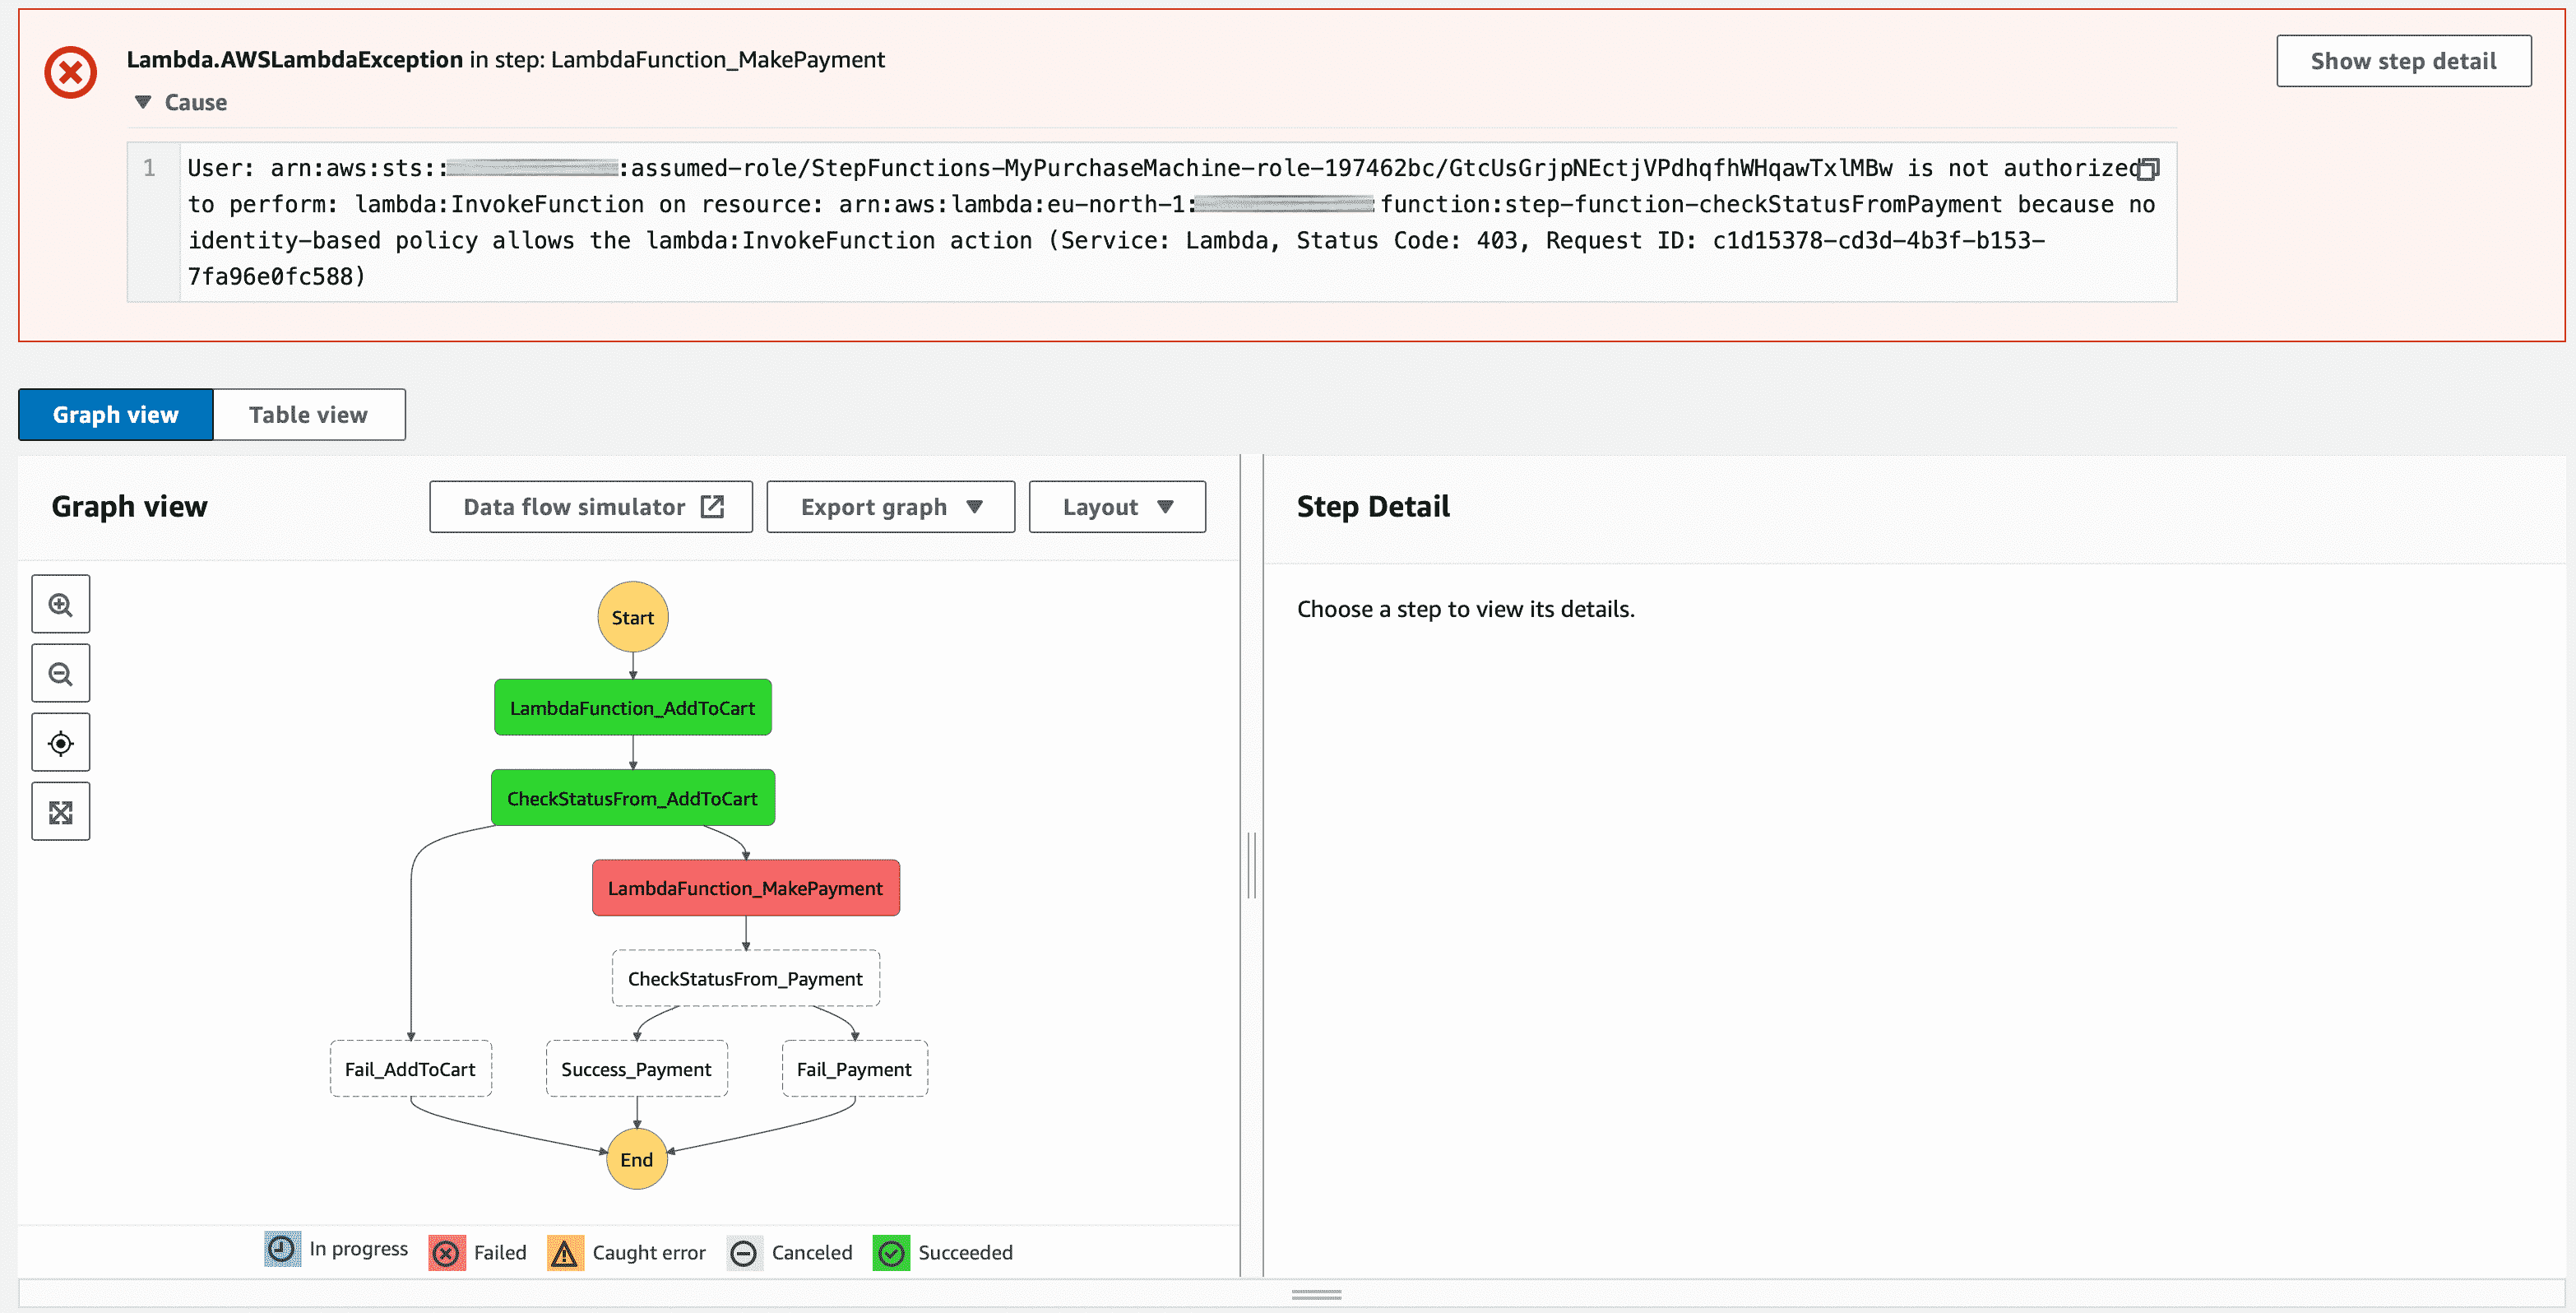 Lambda.AWSLambdaException in step: LambdaFunction_MakePayment
Show step detail
Cause
1
User: arn:aws:sts:::assumed-role/StepFunctions-MyPurchaseMachine-role-197462bc/GtcUsGrjpNEctjVPdhqfhWHqawTxlMBw is not authorized
to perform: lambda:InvokeFunction on resource: arn:aws:lambda:eu-north-1:function:step-function-checkStatusFromPayment because no
identity-based policy allows the lambda:InvokeFunction action (Service: Lambda, Status Code: 403, Request ID: c1d15378-cd3d-4b3f-b153-
7fa96e0fc588)
Graph view
Table view
Graph view
Data flow simulator
Export graph
Layout
Step Detail
Choose a step to view its details.
Start
LambdaFunction_AddToCart
CheckStatusFrom_AddToCart
LambdaFunction_MakePayment
CheckStatusFrom_Payment
Fail_AddToCart
Success_Payment
Fail_Payment
End
In progress
Failed
Caught error
Canceled
Succeeded